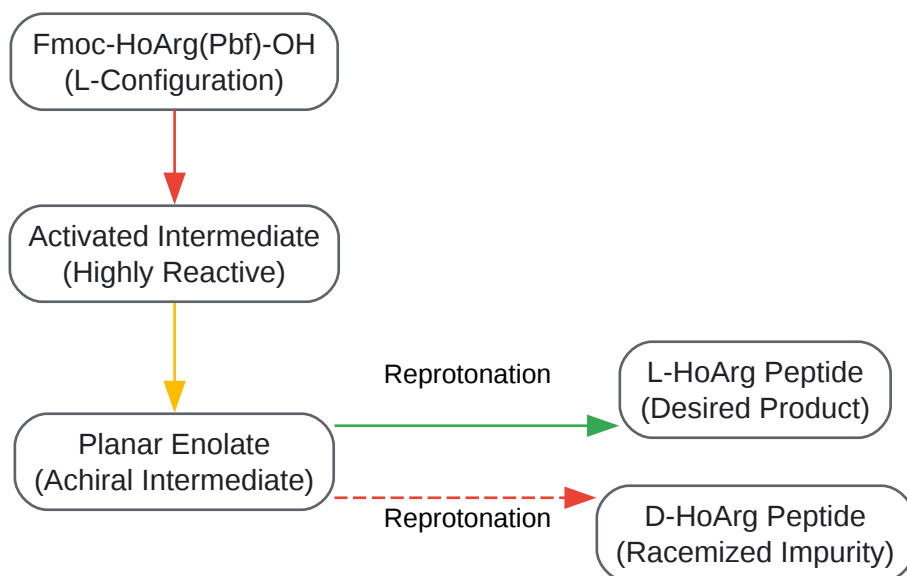 Fmoc-HoArg(Pbf)-OH
(L-Configuration)
Activated Intermediate
(Highly Reactive)
Planar Enolate
(Achiral Intermediate)
Reprotonation
L-HoArg Peptide
(Desired Product)
Reprotonation
D-HoArg Peptide
(Racemized Impurity)